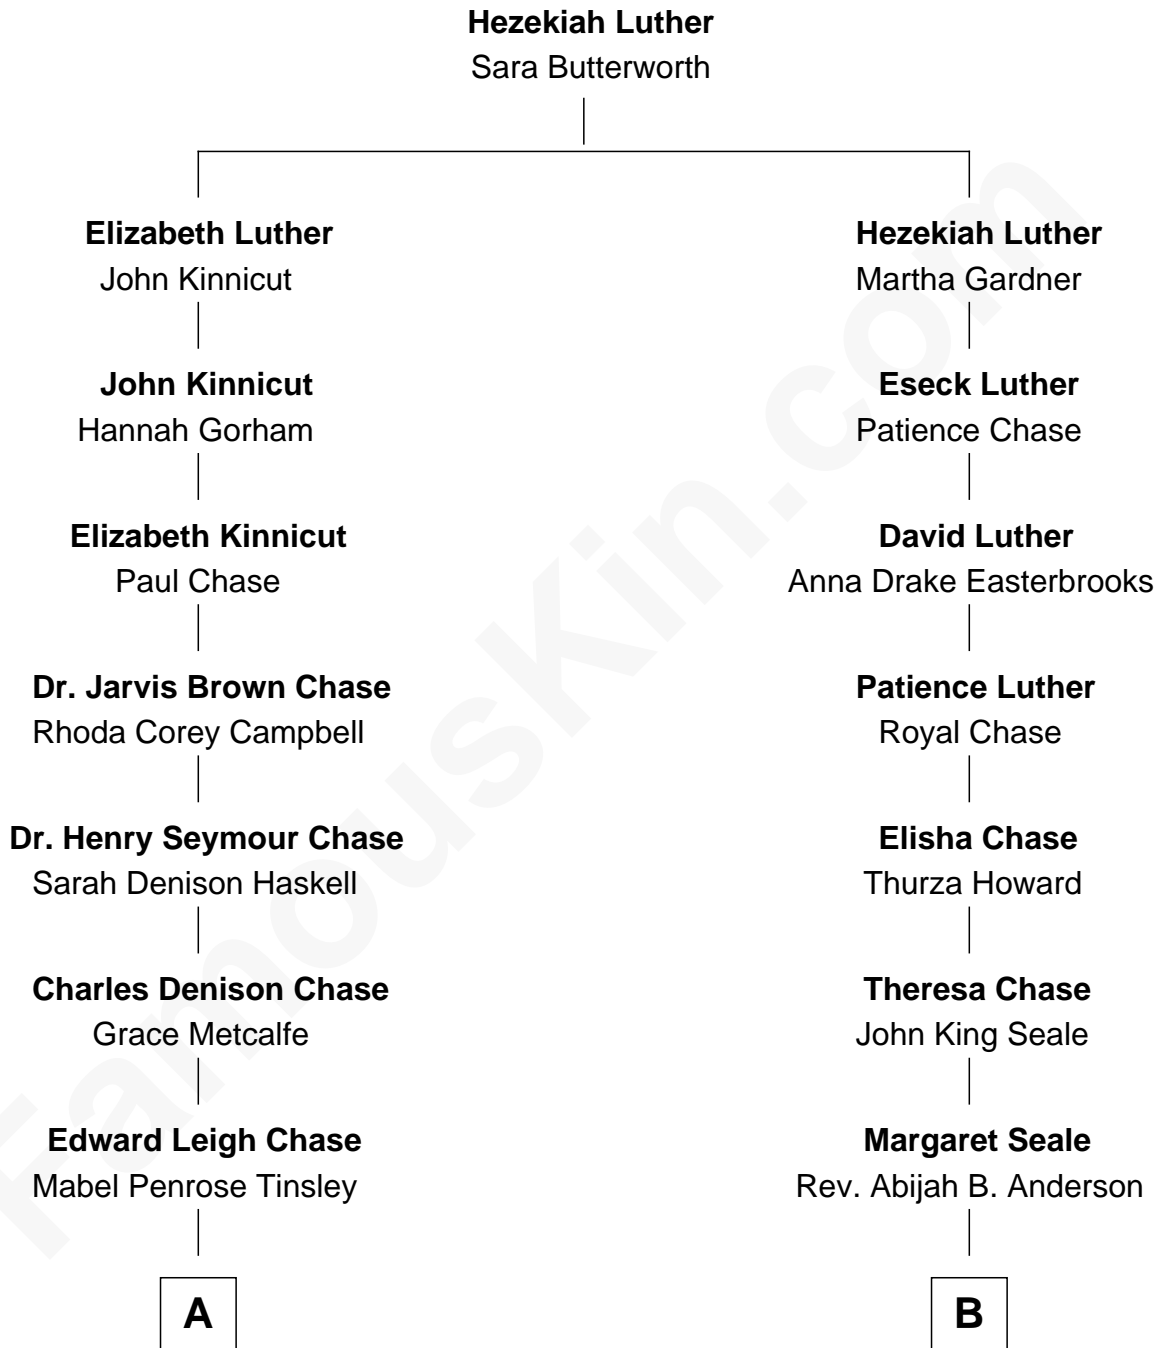 Hezekiah Luther
Sara Butterworth
Elizabeth Luther
John Kinnicut
Hezekiah Luther
Martha Gardner
John Kinnicut
Hannah Gorham
Eseck Luther
Patience Chase
Elizabeth Kinnicut
Paul Chase
David Luther
Anna Drake Easterbrooks
Dr. Jarvis Brown Chase
Rhoda Corey Campbell
Patience Luther
Royal Chase
Dr. Henry Seymour Chase
Sarah Denison Haskell
Elisha Chase
Thurza Howard
Charles Denison Chase
Grace Metcalfe
Theresa Chase
John King Seale
Edward Leigh Chase
Mabel Penrose Tinsley
Margaret Seale
Rev. Abijah B. Anderson
A
B
FamousKin.com